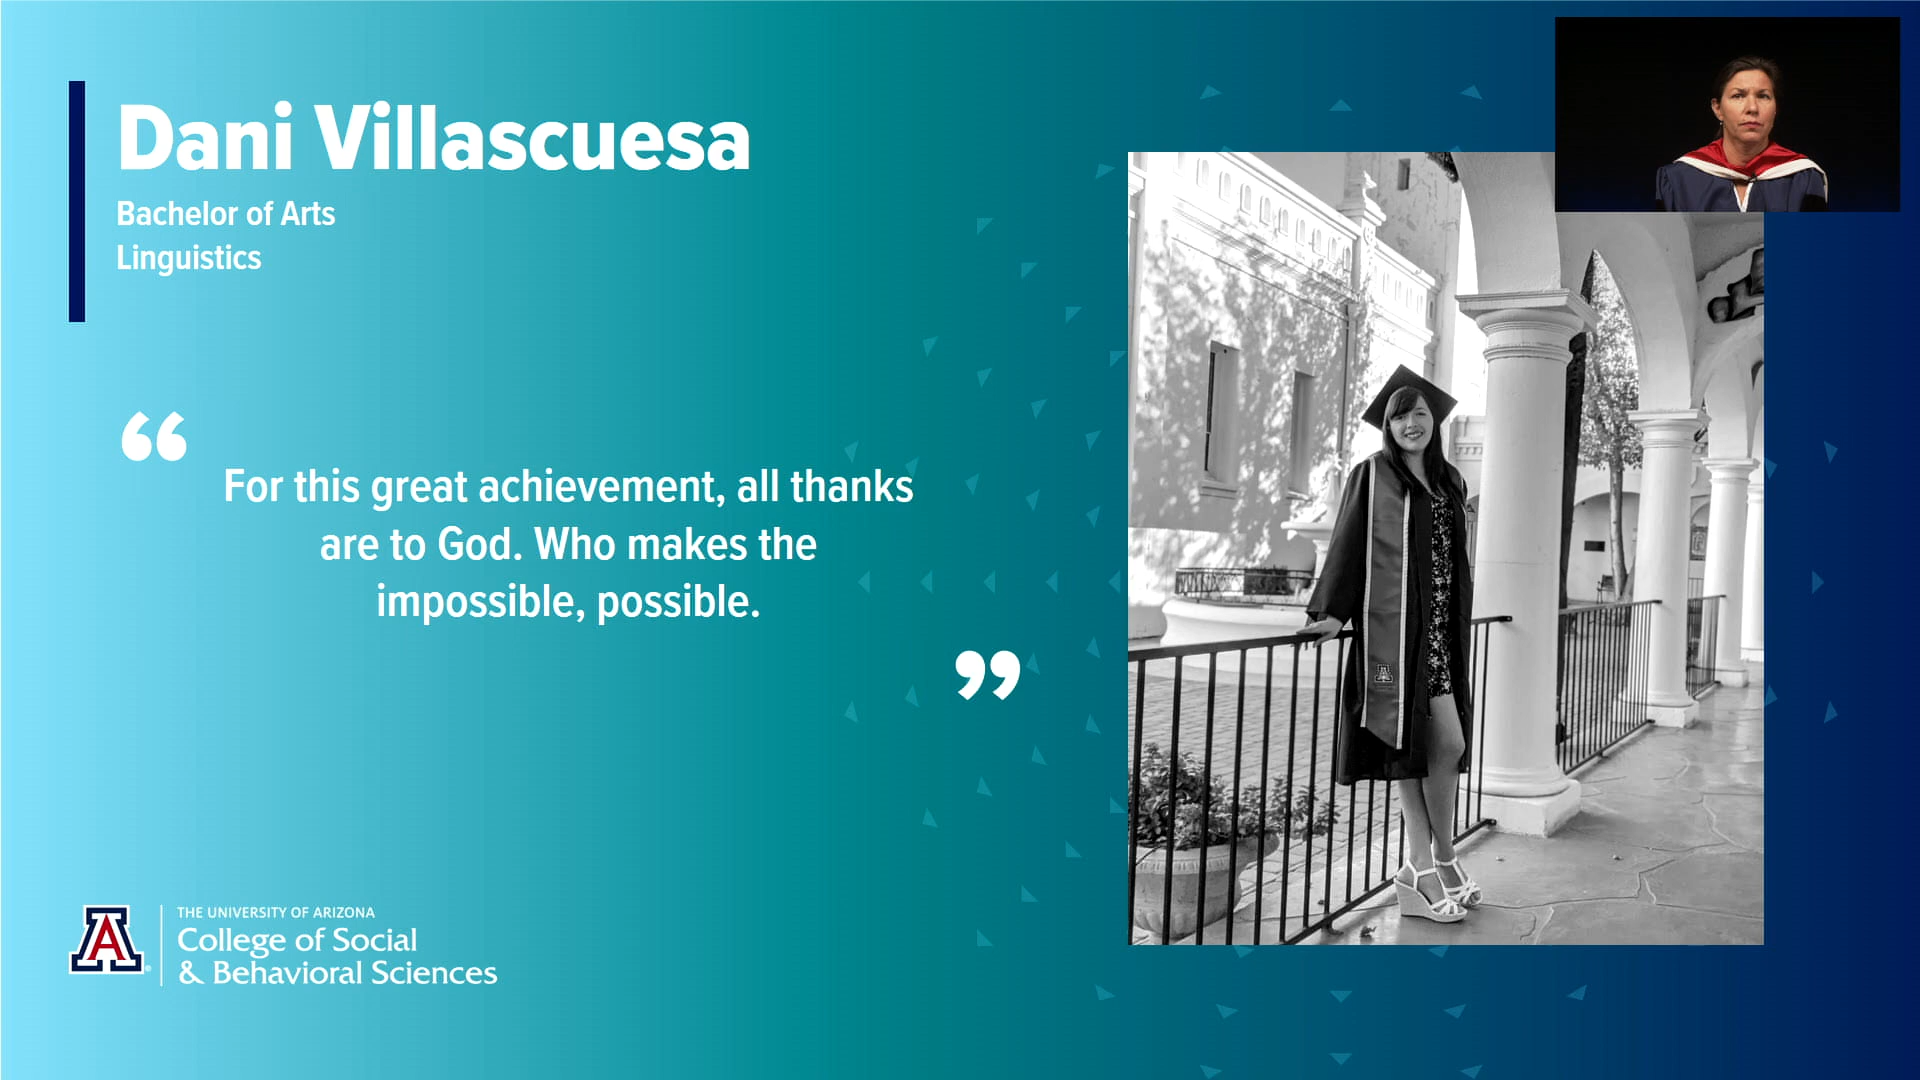 Dani Villascuesa
Bachelor of Arts
Linguistics
“
For this great achievement, all thanks
are to God. Who makes the
impossible, possible.
”
A
THE UNIVERSITY OF ARIZONA
College of Social
& Behavioral Sciences